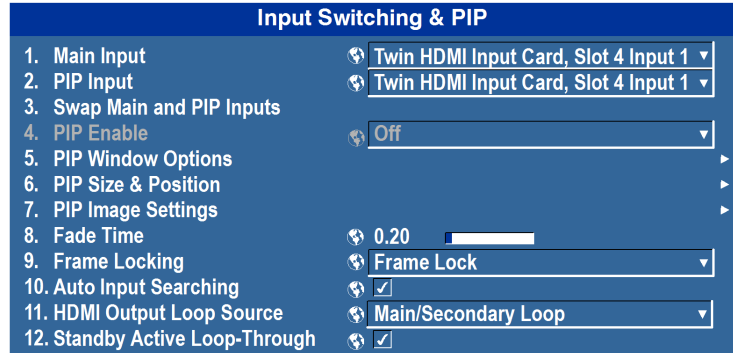 Input Switching & PIP
1. Main Input Twin HDMI Input Card, Slot 4 Input 1
2. PIP Input Twin HDMI Input Card, Slot 4 Input 1
3. Swap Main and PIP Inputs
4. PIP Enable Off
5. PIP Window Options
6. PIP Size & Position
7. PIP Image Settings
8. Fade Time 0.20
9. Frame Locking Frame Lock
10. Auto Input Searching
11. HDMI Output Loop Source Main/Secondary Loop
12. Standby Active Loop-Through